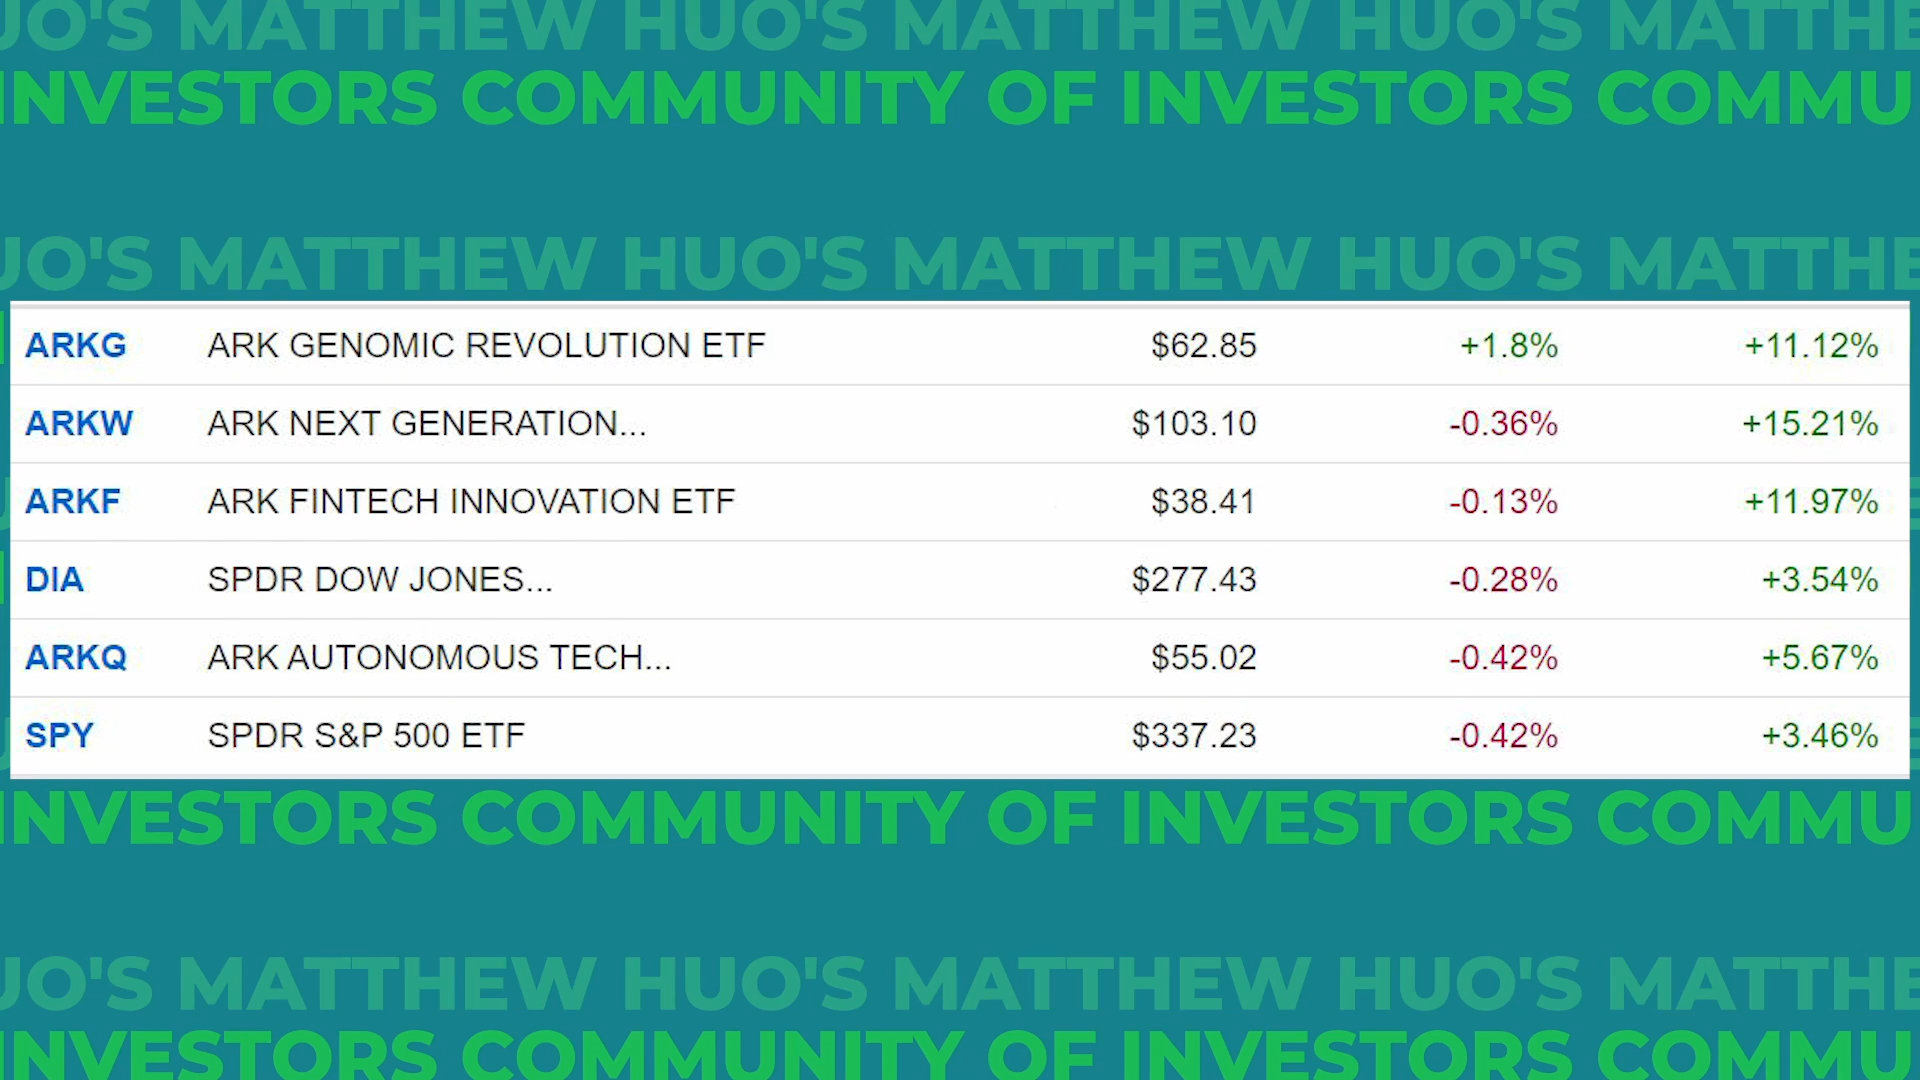 UO'S MATTHEW HUO'S MATTHEW HUO'S MATTHE
INVESTORS COMMUNITY OF INVESTORS COMMU
UO'S MATTHEW HUO'S MATTHEW HUO'S MATTHE
ARKG ARK GENOMIC REVOLUTION ETF $62.85 +1.8% +11.12%
ARKW ARK NEXT GENERATION... $103.10 -0.36% +15.21%
ARKF ARK FINTECH INNOVATION ETF $38.41 -0.13% +11.97%
DIA SPDR DOW JONES... $277.43 -0.28% +3.54%
ARKQ ARK AUTONOMOUS TECH... $55.02 -0.42% +5.67%
SPY SPDR S&P 500 ETF $337.23 -0.42% +3.46%
INVESTORS COMMUNITY OF INVESTORS COMMU
UO'S MATTHEW HUO'S MATTHEW HUO'S MATTHE
INVESTORS COMMUNITY OF INVESTORS COMMU